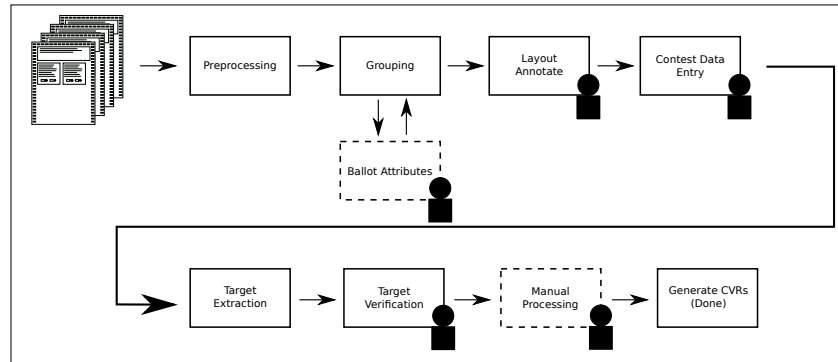 Preprocessing
Grouping
Layout
Annotate
Contest Data
Entry
Ballot Attributes
Target
Extraction
Target
Verification
Manual
Processing
Generate CVRs
(Done)